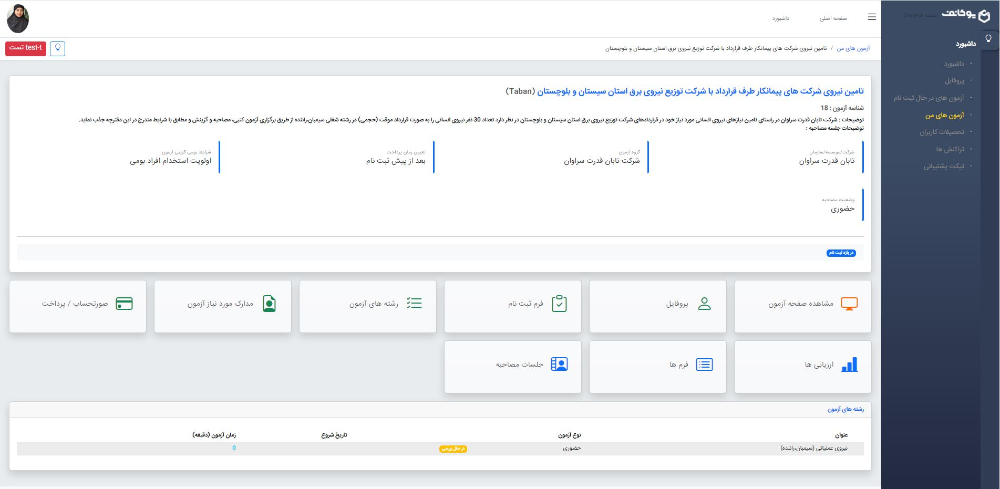 یوکانت [نسخه Sanjesh]
داشبورد
داشبورد
پروفایل
آزمون های در حال ثبت نام
آزمون های من
تحصیلات کاربران
تراکنش ها
تیکت پشتیبانی
صفحه اصلی
داشبورد
آزمون های من / تامین نیروی شرکت های پیمانکار طرف قرارداد با شرکت توزیع نیروی برق استان سیستان و بلوچستان
test-t تست
تامین نیروی شرکت های پیمانکار طرف قرارداد با شرکت توزیع نیروی برق استان سیستان و بلوچستان (Taban)
شناسه آزمون : 18
توضیحات : شرکت تابان قدرت سراوان در راستای تامین نیازهای نیروی انسانی مورد نیاز خود در قراردادهای شرکت توزیع نیروی برق استان سیستان و بلوچستان در نظر دارد تعداد 30 نفر نیروی انسانی را به صورت قرارداد موقت (حجمی) در رشته شغلی سیمبان،راننده از طریق برگزاری آزمون کتبی، مصاحبه و گزینش و مطابق با شرایط مندرج در این دفترچه جذب نماید.
توضیحات جلسه مصاحبه :
شرکت/موسسه/سازمان
تابان قدرت سراوان
گروه آزمون
شرکت تابان قدرت سراوان
تعیین زمان پرداخت
بعد از پیش ثبت نام
شرایط بومی گزینی آزمون
اولویت استخدام افراد بومی
وضعیت مصاحبه
حضوری
در بازه ثبت نام
مشاهده صفحه آزمون
پروفایل
فرم ثبت نام
رشته های آزمون
مدارک مورد نیاز آزمون
صورتحساب / پرداخت
ارزیابی ها
فرم ها
جلسات مصاحبه
رشته های آزمون
عنوان نوع آزمون تاریخ شروع زمان آزمون (دقیقه)
نیروی عملیاتی (سیمبان،راننده) حضوری در حال بررسی 0